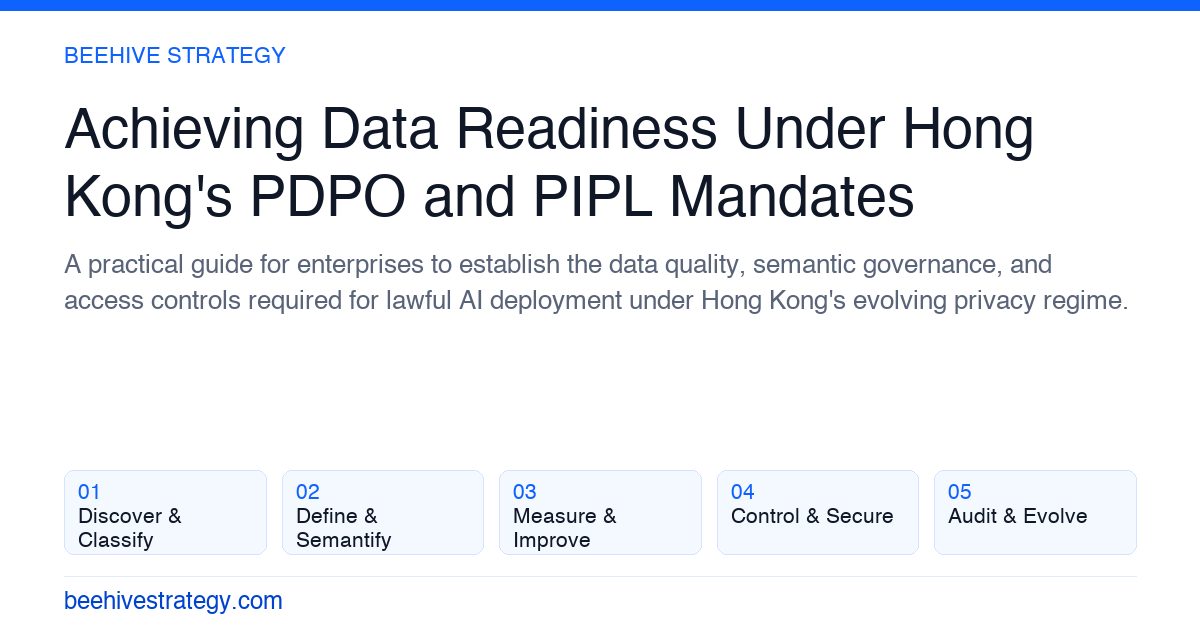 BEEHIVE STRATEGY
Achieving Data Readiness Under Hong
Kong's PDPO and PIPL Mandates
A practical guide for enterprises to establish the data quality, semantic governance, and
access controls required for lawful AI deployment under Hong Kong's evolving privacy regime.
01
Discover &
Classify
02
Define &
Semantify
03
Measure &
Improve
04
Control & Secure
05
Audit & Evolve
beehivestrategy.com